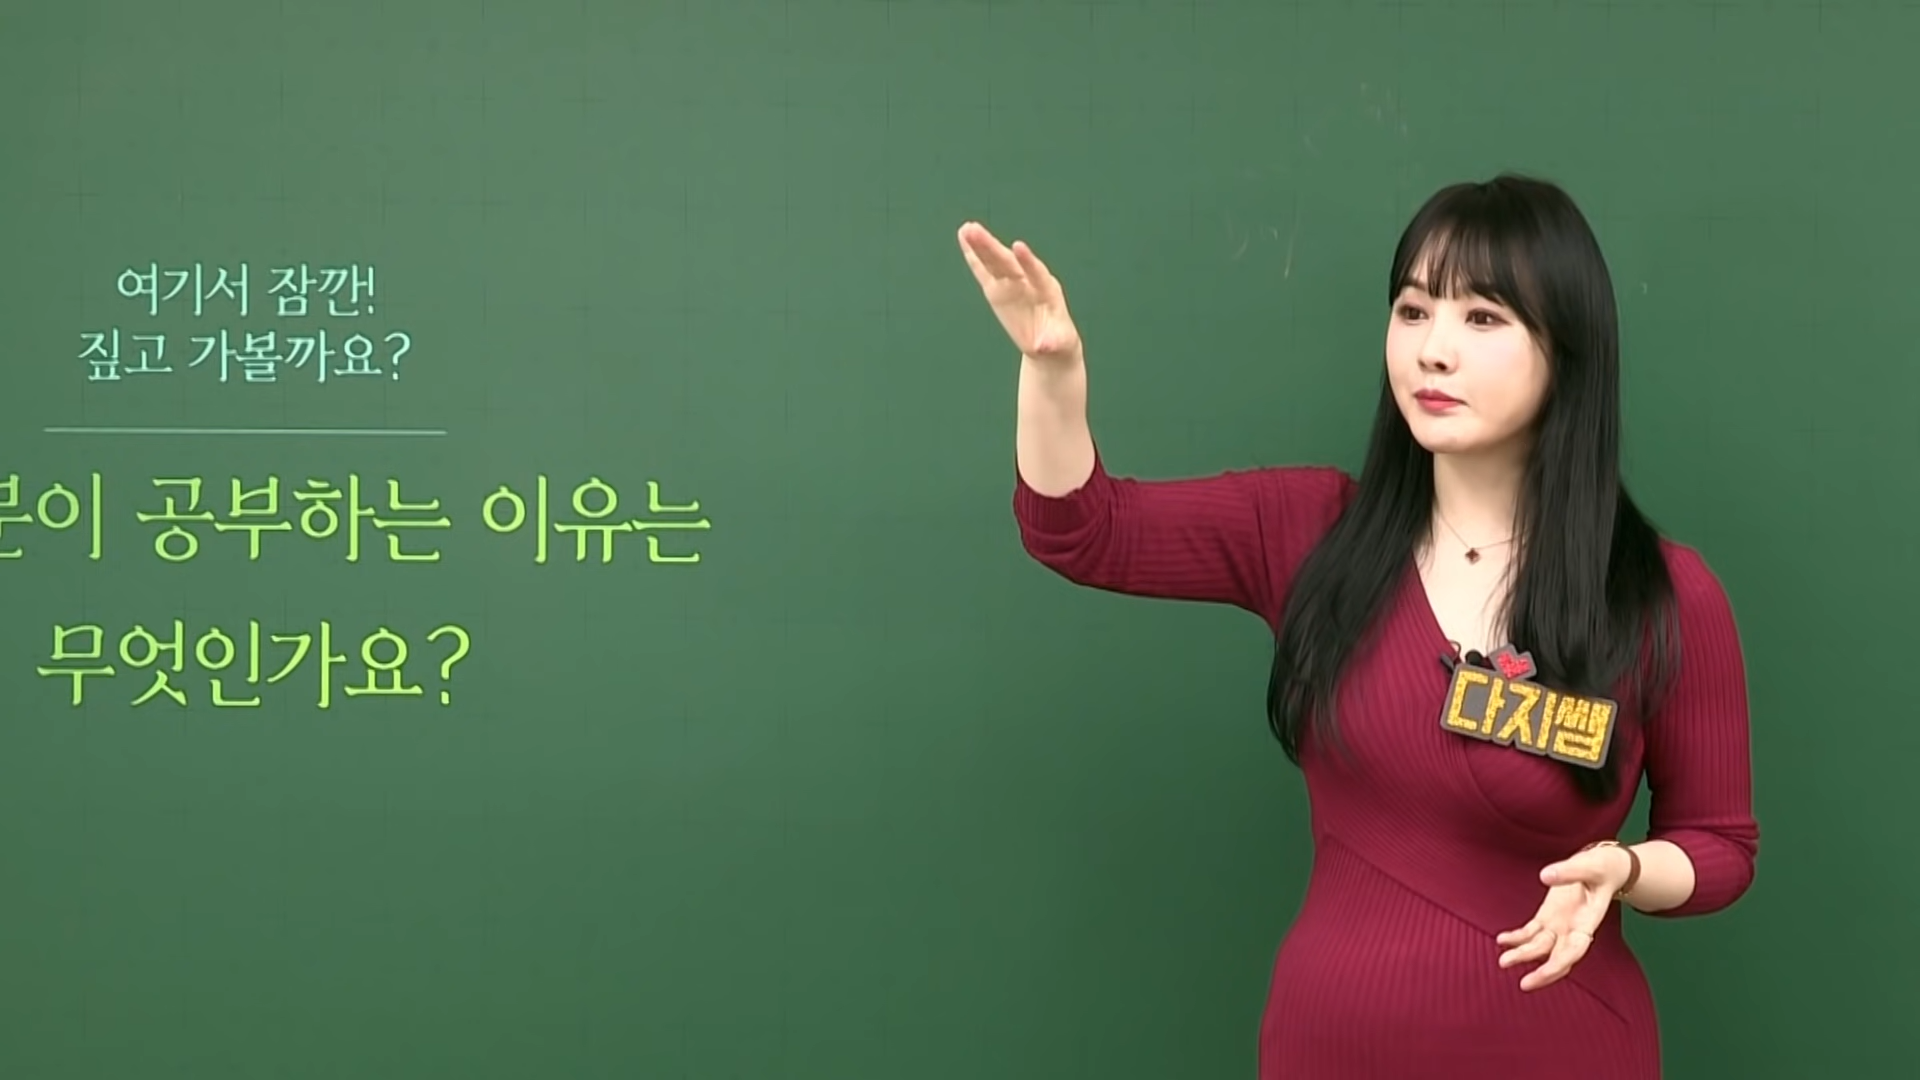 여기서 잠깐!
짚고 가볼까요?
공부하는 이유는
무엇인가요?
다지쌤